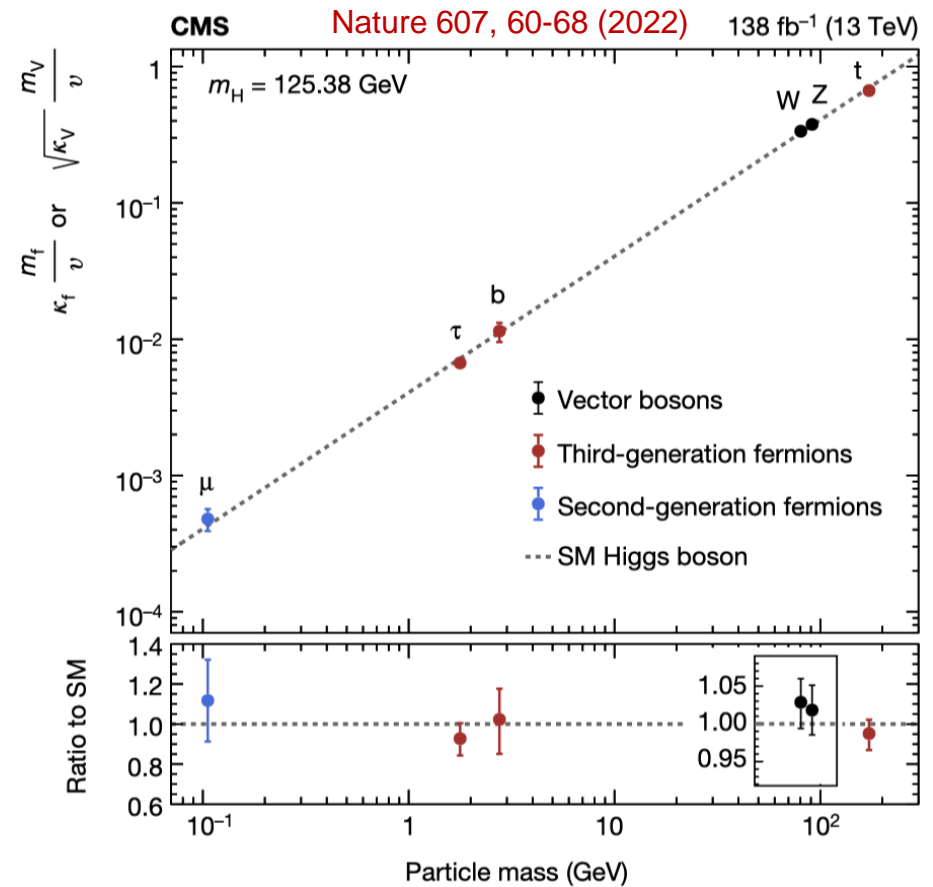 CMS Nature 607, 60-68 (2022) 138 fb⁻¹ (13 TeV)
κf mf/v or √κV mV/v
mH = 125.38 GeV
1
10⁻¹
10⁻²
10⁻³
10⁻⁴
t
W Z
b
τ
μ
Vector bosons
Third-generation fermions
Second-generation fermions
SM Higgs boson
Ratio to SM
1.4
1.2
1.0
0.8
0.6
1.05
1.00
0.95
10⁻¹ 1 10 10²
Particle mass (GeV)